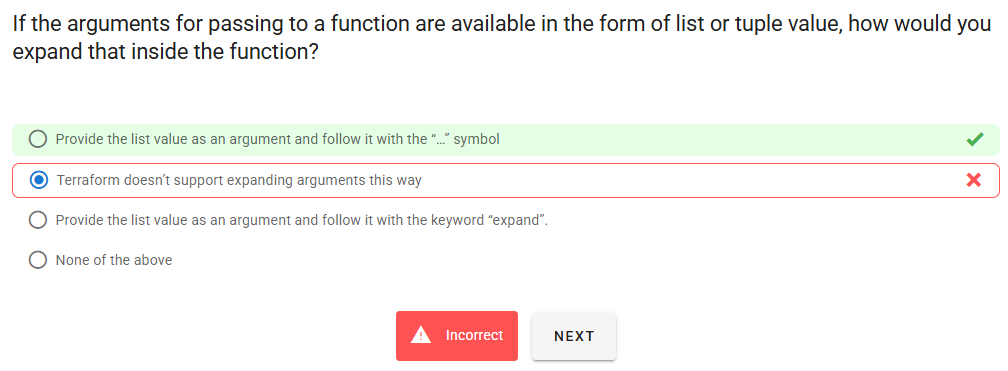 If the arguments for passing to a function are available in the form of list or tuple value, how would you
expand that inside the function?
Provide the list value as an argument and follow it with the “…” symbol
Terraform doesn’t support expanding arguments this way
Provide the list value as an argument and follow it with the keyword “expand”.
None of the above
Incorrect
NEXT